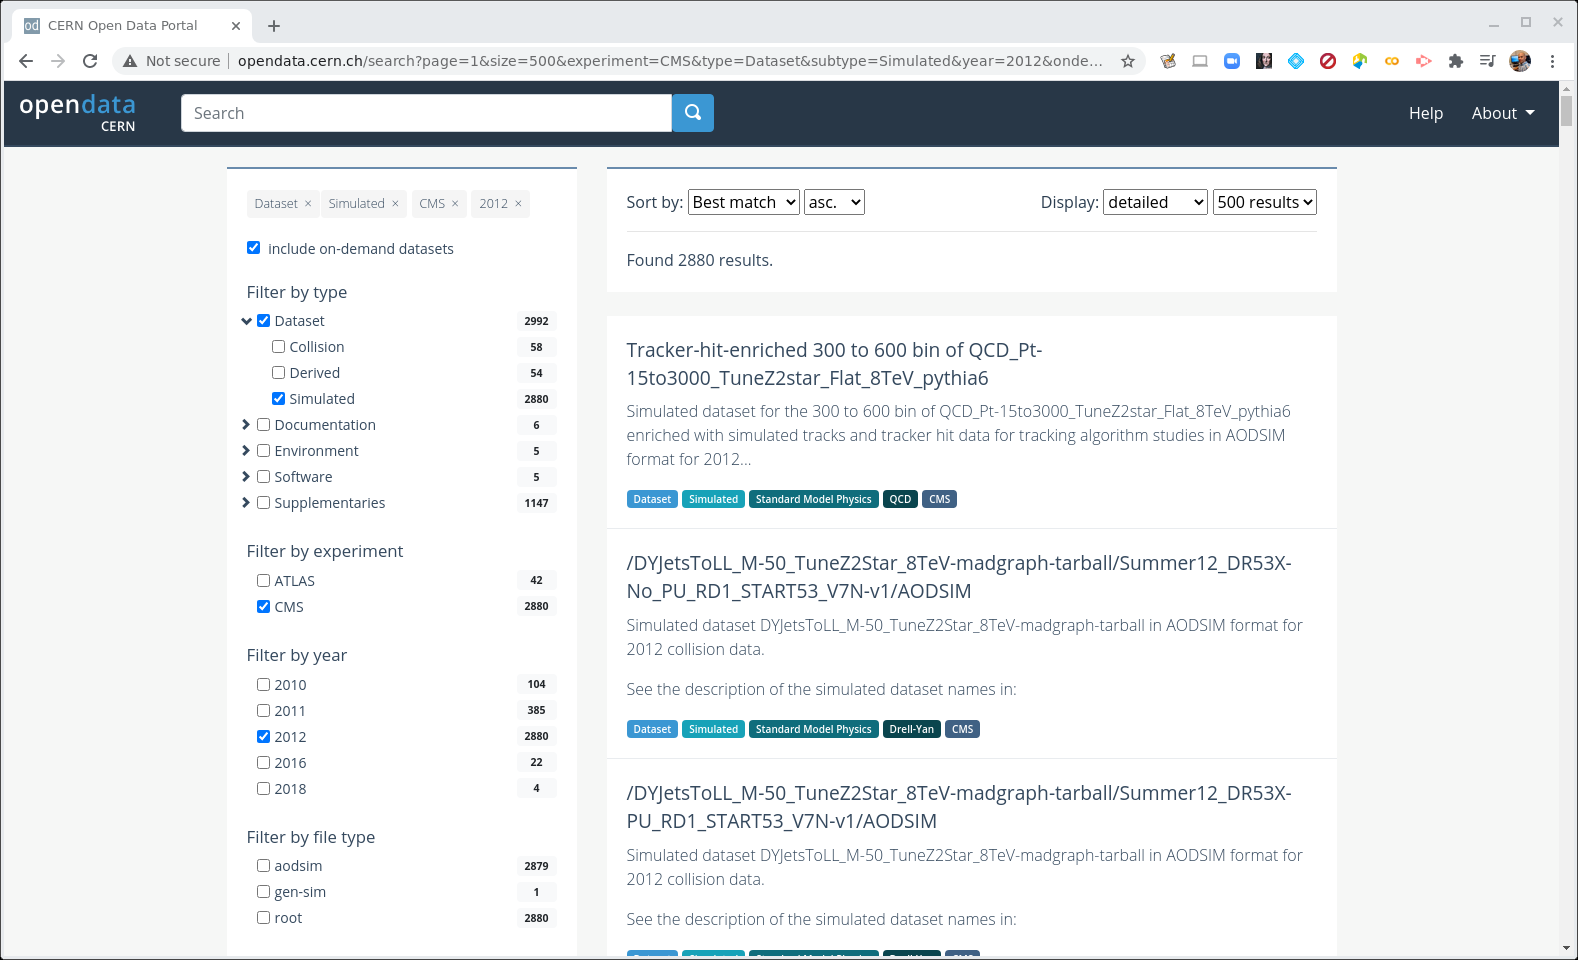 od CERN Open Data Portal
Not secure opendata.cern.ch/search?page=1&size=500&experiment=CMS&type=Dataset&subtype=Simulated&year=2012&onde...
opendata
CERN
Search
Help
About
Dataset ×
Simulated ×
CMS ×
2012 ×
include on-demand datasets
Filter by type
Dataset 2992
Collision 58
Derived 54
Simulated 2880
Documentation 6
Environment 5
Software 5
Supplementaries 1147
Filter by experiment
ATLAS 42
CMS 2880
Filter by year
2010 104
2011 385
2012 2880
2016 22
2018 4
Filter by file type
aodsim 2879
gen-sim 1
root 2880
Sort by: Best match asc.
Display: detailed 500 results
Found 2880 results.
Tracker-hit-enriched 300 to 600 bin of QCD_Pt-
15to3000_TuneZ2star_Flat_8TeV_pythia6
Simulated dataset for the 300 to 600 bin of QCD_Pt-15to3000_TuneZ2star_Flat_8TeV_pythia6
enriched with simulated tracks and tracker hit data for tracking algorithm studies in AODSIM
format for 2012...
Dataset Simulated Standard Model Physics QCD CMS
/DYJetsToLL_M-50_TuneZ2Star_8TeV-madgraph-tarball/Summer12_DR53X-
No_PU_RD1_START53_V7N-v1/AODSIM
Simulated dataset DYJetsToLL_M-50_TuneZ2Star_8TeV-madgraph-tarball in AODSIM format for
2012 collision data.
See the description of the simulated dataset names in:
Dataset Simulated Standard Model Physics Drell-Yan CMS
/DYJetsToLL_M-50_TuneZ2Star_8TeV-madgraph-tarball/Summer12_DR53X-
PU_RD1_START53_V7N-v1/AODSIM
Simulated dataset DYJetsToLL_M-50_TuneZ2Star_8TeV-madgraph-tarball in AODSIM format for
2012 collision data.
See the description of the simulated dataset names in: